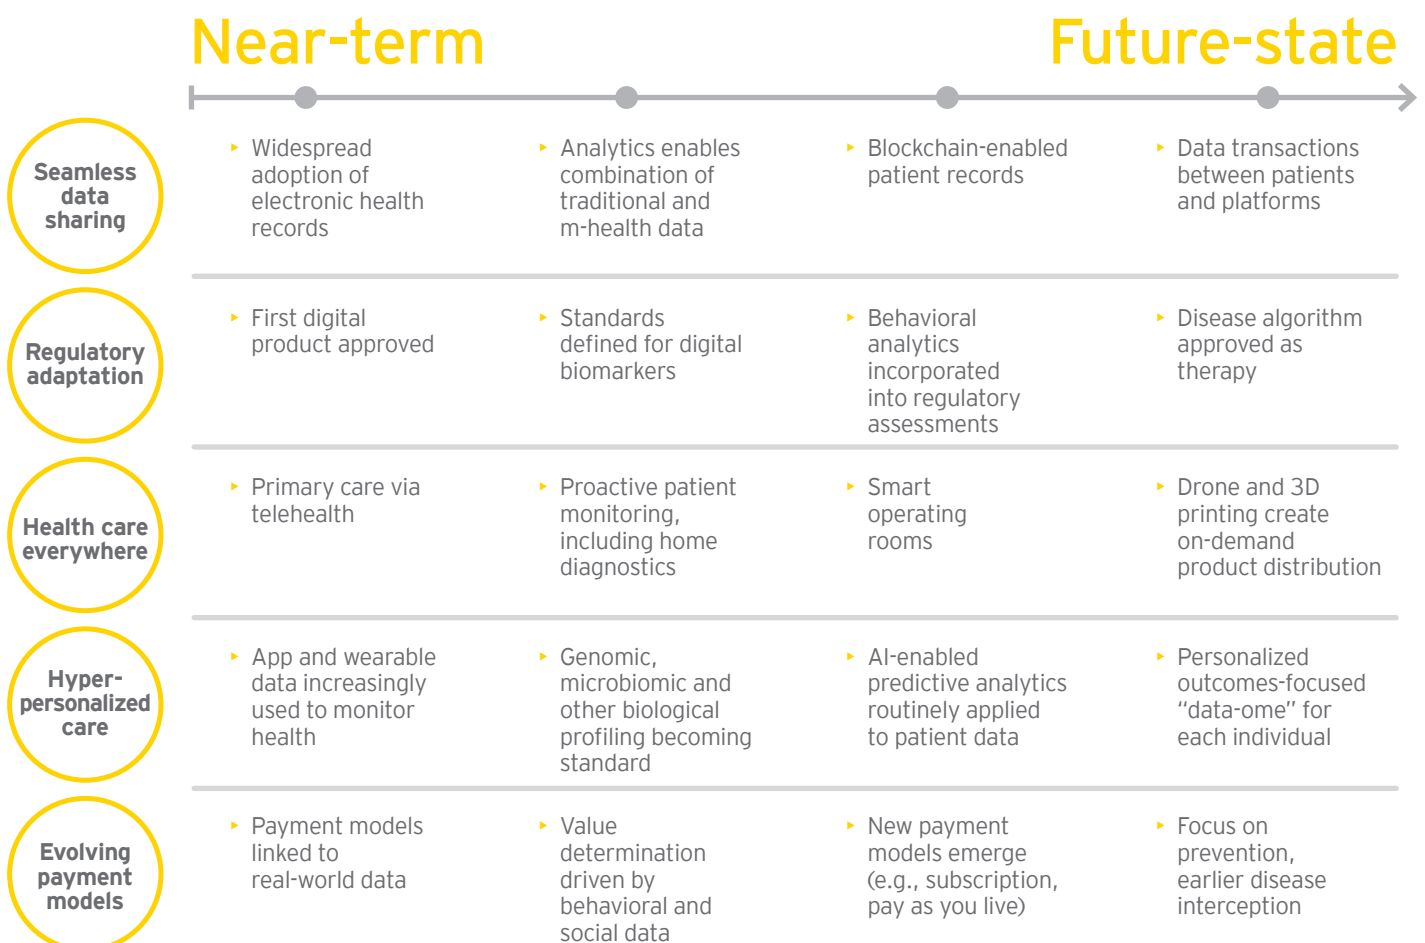 Near-term
Future-state
Seamless
data
sharing
▸ Widespread
adoption of
electronic health
records
▸ Analytics enables
combination of
traditional and
m-health data
▸ Blockchain-enabled
patient records
▸ Data transactions
between patients
and platforms
Regulatory
adaptation
▸ First digital
product approved
▸ Standards
defined for digital
biomarkers
▸ Behavioral
analytics
incorporated
into regulatory
assessments
▸ Disease algorithm
approved as
therapy
Health care
everywhere
▸ Primary care via
telehealth
▸ Proactive patient
monitoring,
including home
diagnostics
▸ Smart
operating
rooms
▸ Drone and 3D
printing create
on-demand
product distribution
Hyper-
personalized
care
▸ App and wearable
data increasingly
used to monitor
health
▸ Genomic,
microbiomic and
other biological
profiling becoming
standard
▸ AI-enabled
predictive analytics
routinely applied
to patient data
▸ Personalized
outcomes-focused
“data-ome” for
each individual
Evolving
payment
models
▸ Payment models
linked to
real-world data
▸ Value
determination
driven by
behavioral and
social data
▸ New payment
models emerge
(e.g., subscription,
pay as you live)
▸ Focus on
prevention,
earlier disease
interception